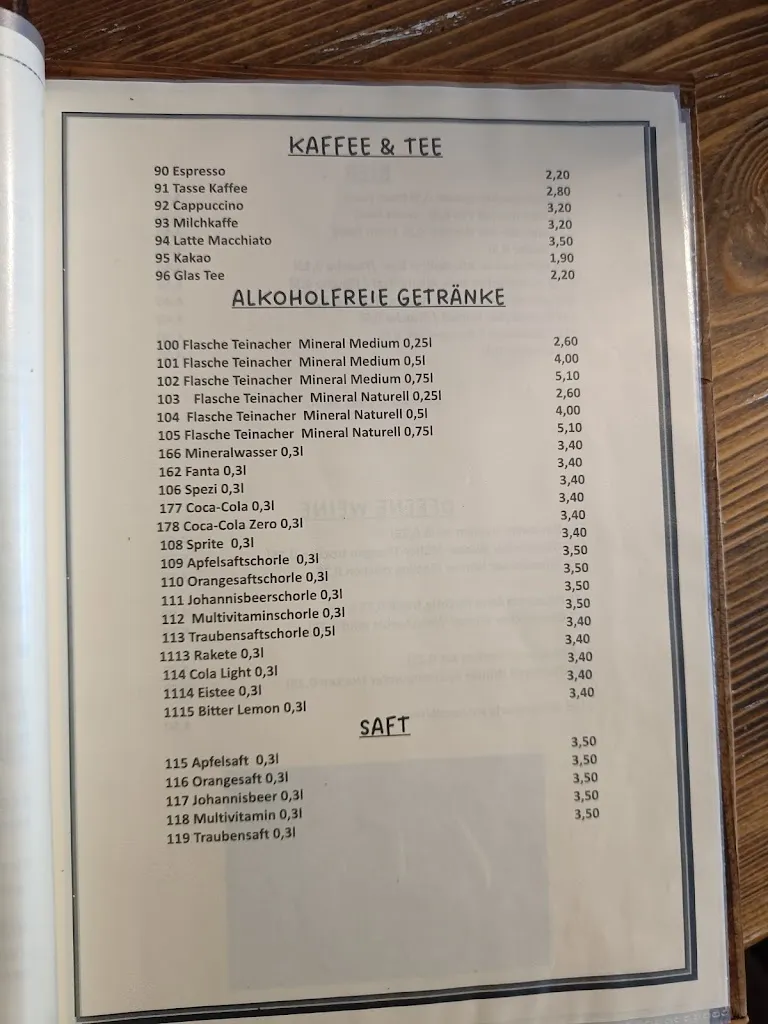 KAFFEE & TEE
90 Espresso 2,20
91 Tasse Kaffee 2,80
92 Cappuccino 3,20
93 Milchkaffe 3,20
94 Latte Macchiato 3,50
95 Kakao 1,90
96 Glas Tee 2,20
ALKOHOLFREIE GETRÄNKE
100 Flasche Teinacher Mineral Medium 0,25l 2,60
101 Flasche Teinacher Mineral Medium 0,5l 4,00
102 Flasche Teinacher Mineral Medium 0,75l 5,10
103 Flasche Teinacher Mineral Naturell 0,25l 2,60
104 Flasche Teinacher Mineral Naturell 0,5l 4,00
105 Flasche Teinacher Mineral Naturell 0,75l 5,10
166 Mineralwasser 0,3l 3,40
162 Fanta 0,3l 3,40
106 Spezi 0,3l 3,40
177 Coca-Cola 0,3l 3,40
178 Coca-Cola Zero 0,3l 3,40
108 Sprite 0,3l 3,40
109 Apfelsaftschorle 0,3l 3,50
110 Orangesaftschorle 0,3l 3,50
111 Johannisbeerschorle 0,3l 3,50
112 Multivitaminschorle 0,3l 3,50
113 Traubensaftschorle 0,5l 3,40
1113 Rakete 0,3l 3,40
114 Cola Light 0,3l 3,40
1114 Eistee 0,3l 3,40
1115 Bitter Lemon 0,3l 3,40
SAFT
115 Apfelsaft 0,3l 3,50
116 Orangesaft 0,3l 3,50
117 Johannisbeer 0,3l 3,50
118 Multivitamin 0,3l 3,50
119 Traubensaft 0,3l 3,50